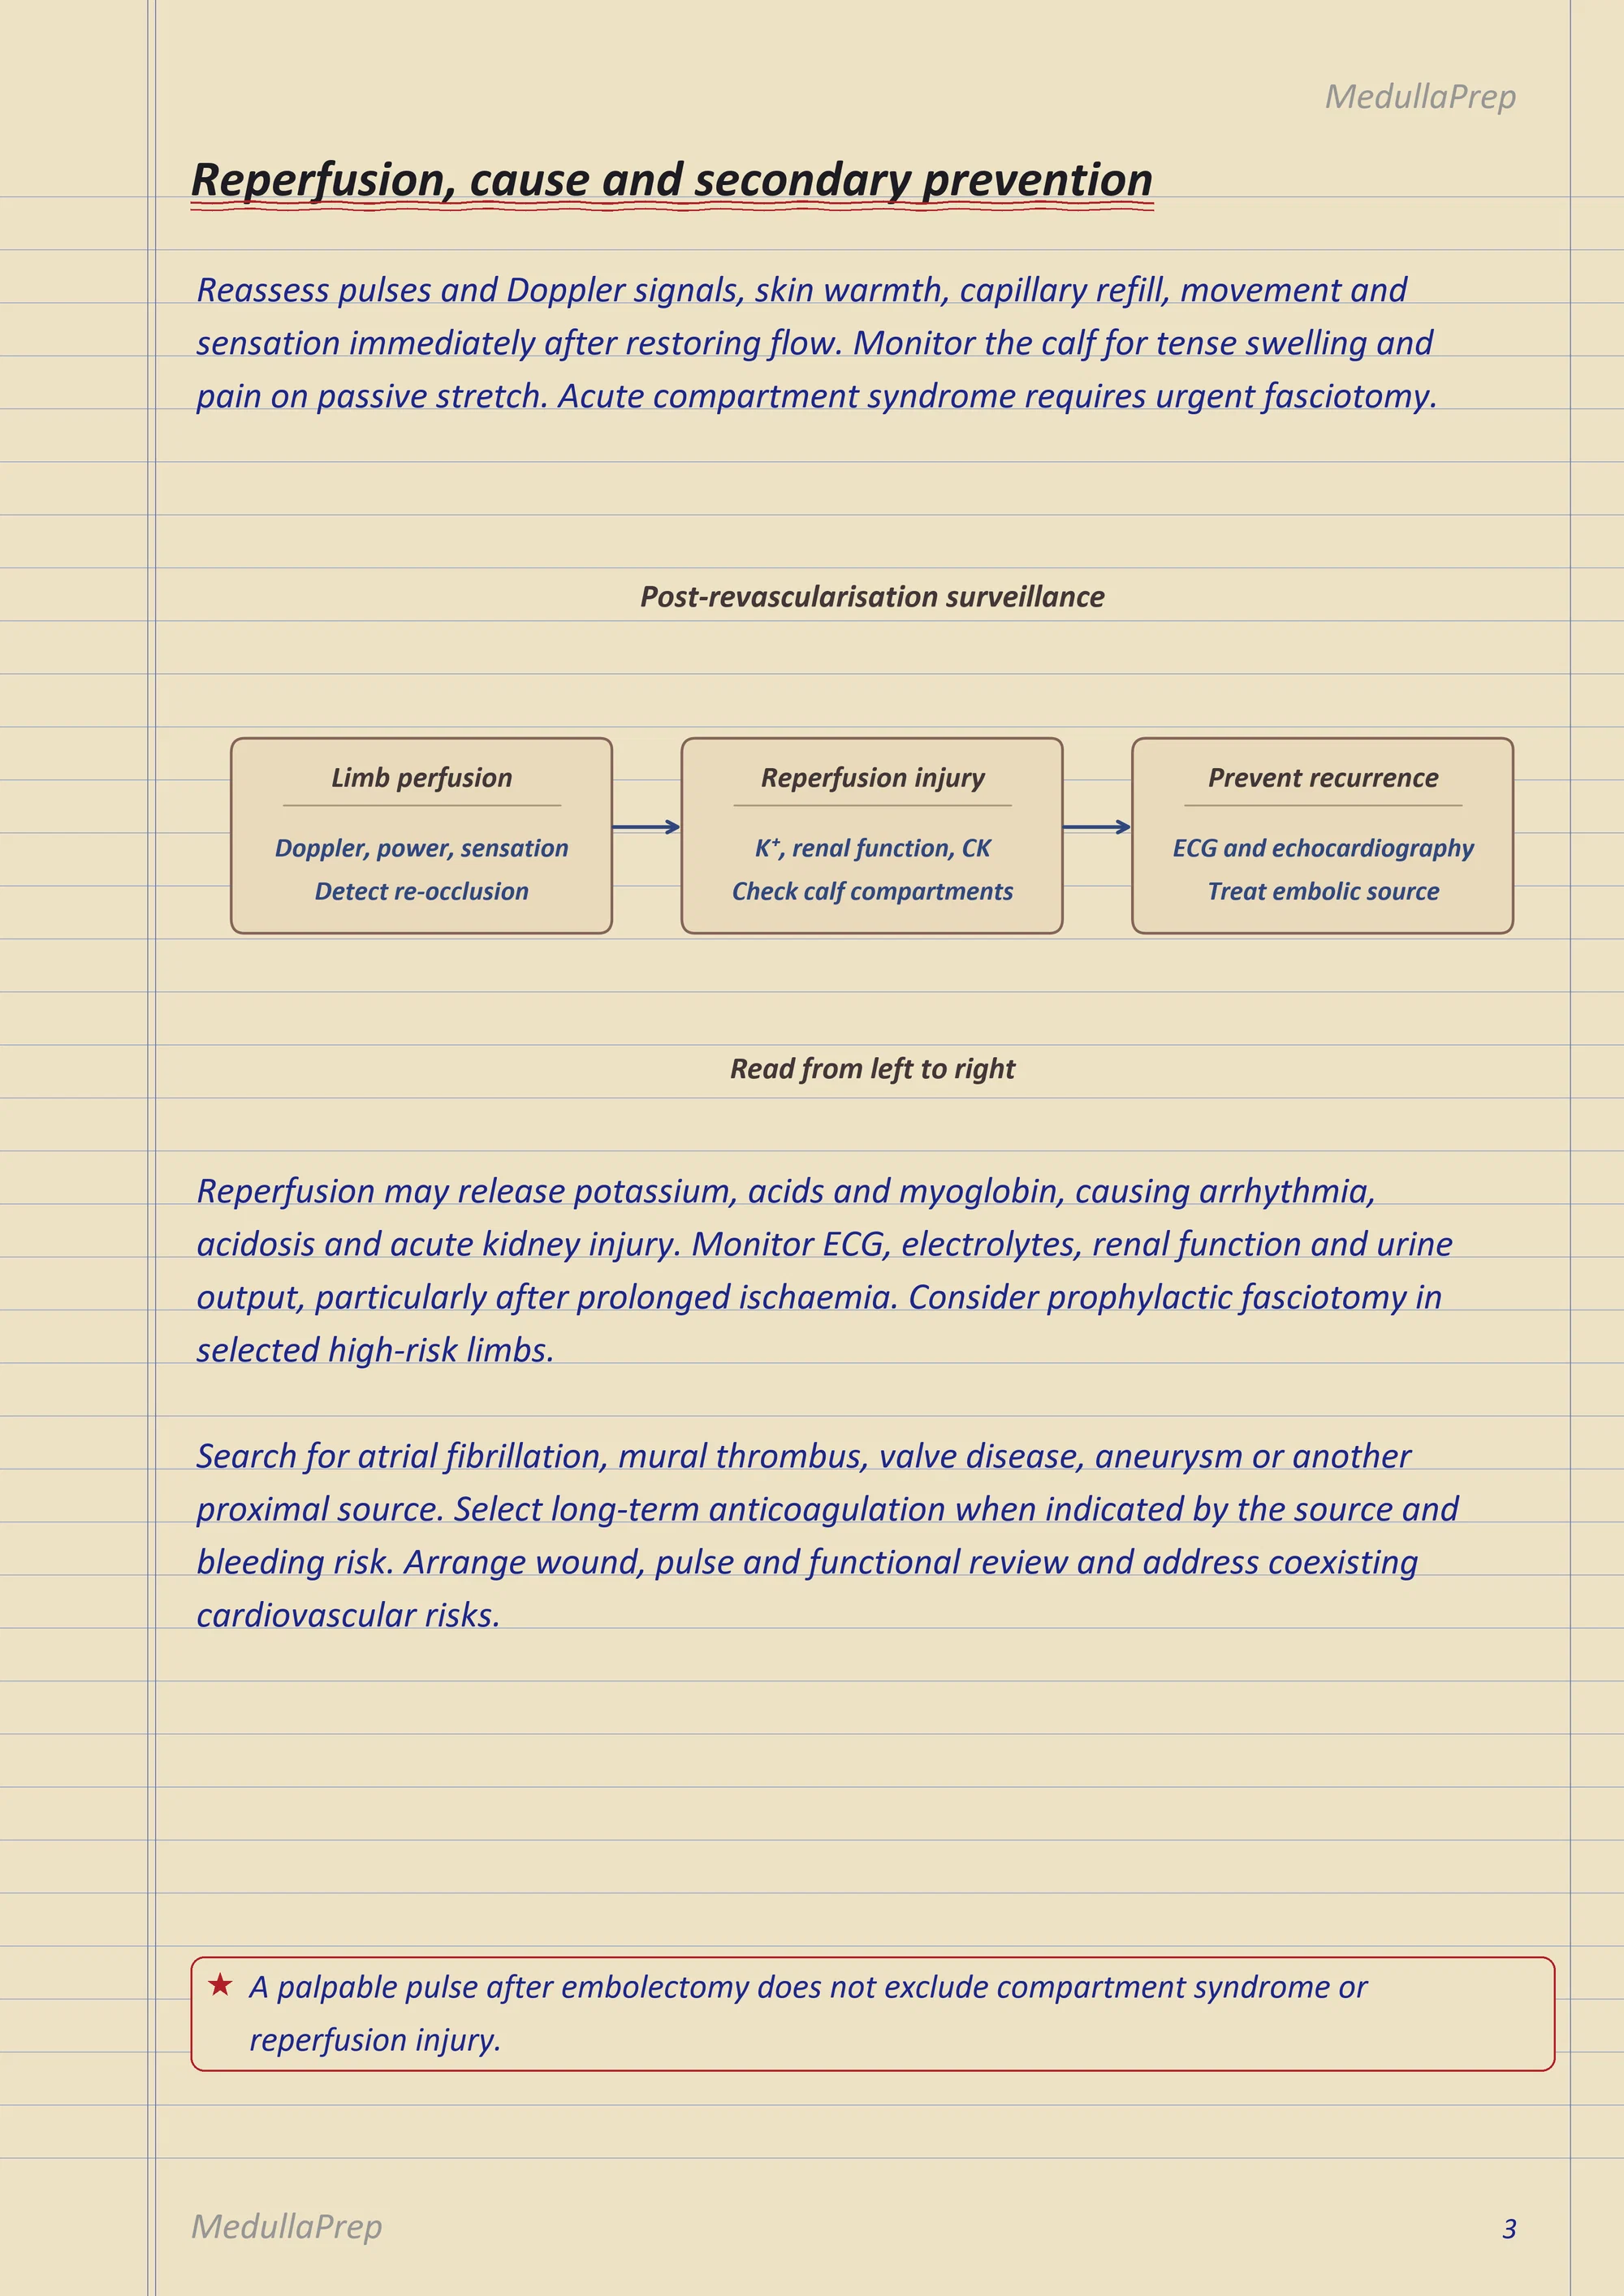 MedullaPrep
Reperfusion, cause and secondary prevention
Reassess pulses and Doppler signals, skin warmth, capillary refill, movement and
sensation immediately after restoring flow. Monitor the calf for tense swelling and
pain on passive stretch. Acute compartment syndrome requires urgent fasciotomy.
Post-revascularisation surveillance
Limb perfusion
Doppler, power, sensation
Detect re-occlusion
Reperfusion injury
K⁺, renal function, CK
Check calf compartments
Prevent recurrence
ECG and echocardiography
Treat embolic source
Read from left to right
Reperfusion may release potassium, acids and myoglobin, causing arrhythmia,
acidosis and acute kidney injury. Monitor ECG, electrolytes, renal function and urine
output, particularly after prolonged ischaemia. Consider prophylactic fasciotomy in
selected high-risk limbs.
Search for atrial fibrillation, mural thrombus, valve disease, aneurysm or another
proximal source. Select long-term anticoagulation when indicated by the source and
bleeding risk. Arrange wound, pulse and functional review and address coexisting
cardiovascular risks.
★ A palpable pulse after embolectomy does not exclude compartment syndrome or
reperfusion injury.
MedullaPrep
3